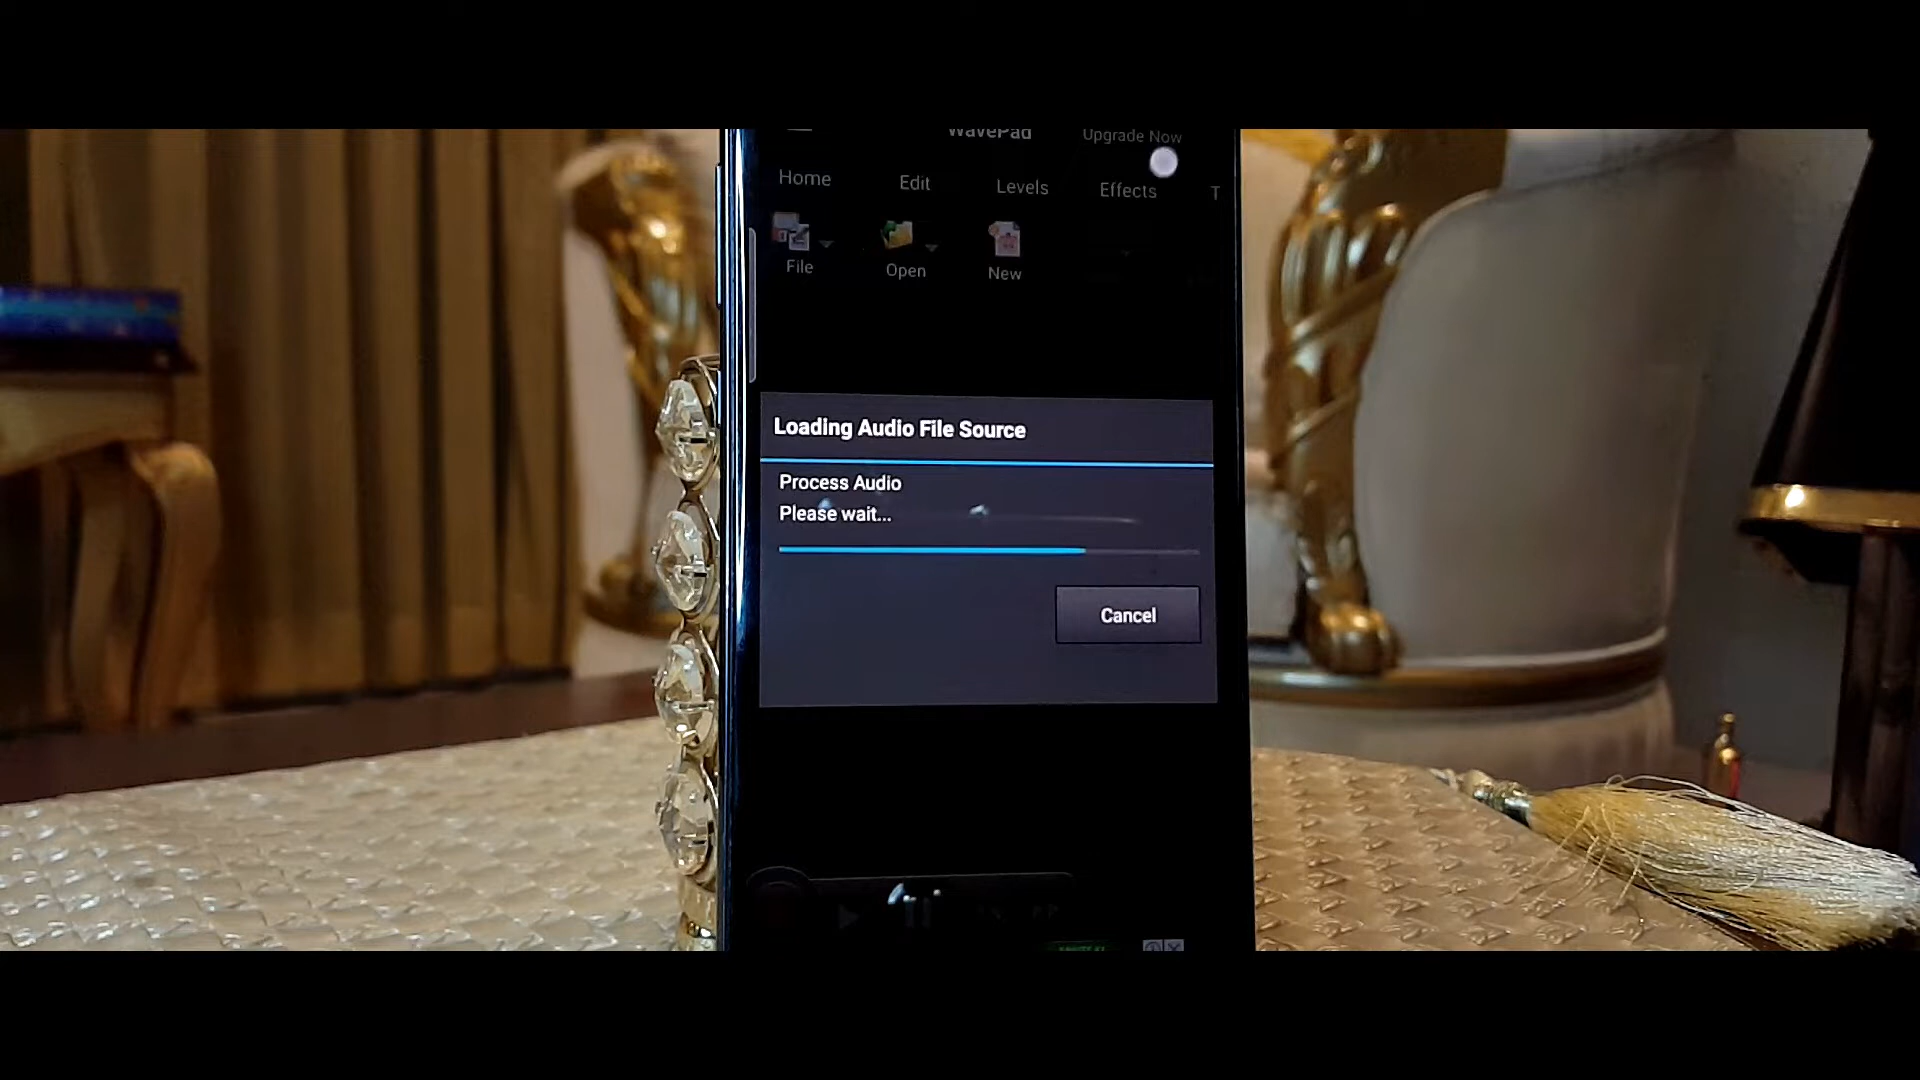 WavePad
Upgrade Now
Home Edit Levels Effects T
File Open New
Loading Audio File Source
Process Audio
Please wait...
Cancel